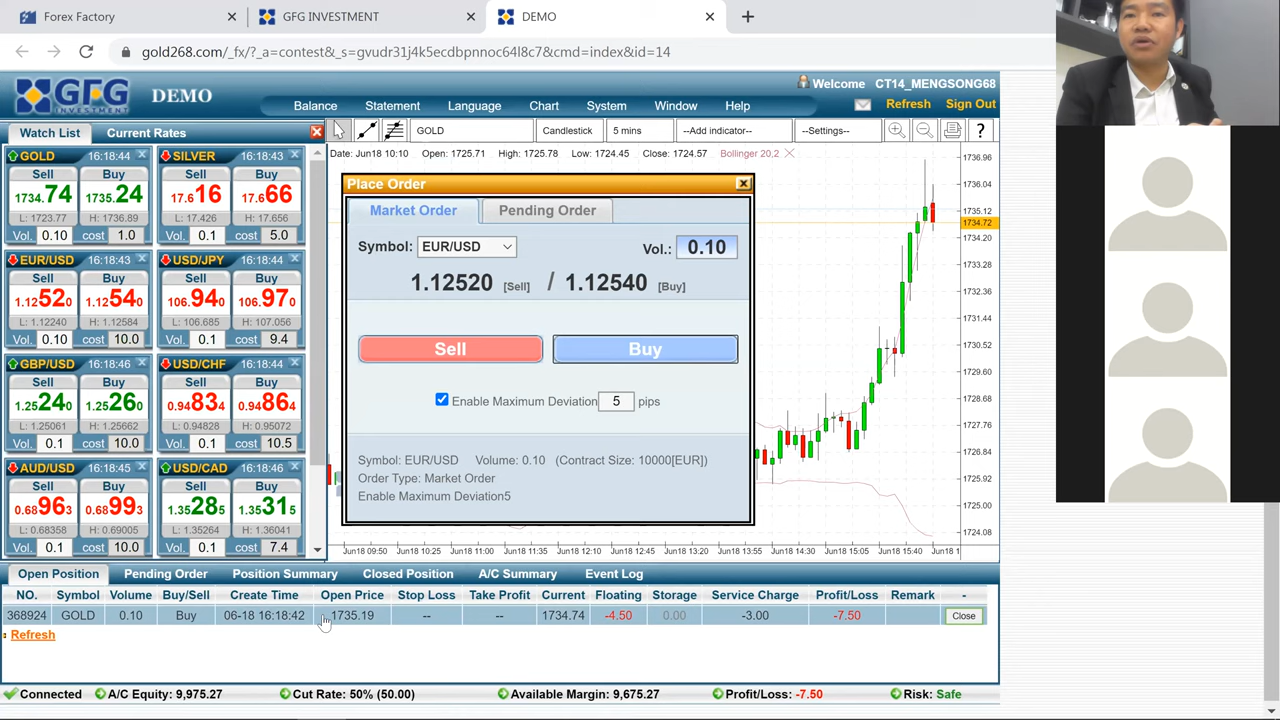 Forex Factory
GFG INVESTMENT
DEMO
gold268.com/_fx/?_a=contest&_s=gvudr31j4k5edbpnnoc64l8c7&cmd=index&id=14
GFG
INVESTMENT
DEMO
Welcome CT14_MENGSONG68
Balance Statement Language Chart System Window Help
Refresh Sign Out
Watch List Current Rates
GOLD Candlestick 5 mins --Add indicator-- --Settings-- ?
Date: Jun18 10:10 Open: 1725.71 High: 1725.78 Low: 1724.45 Close: 1724.57 Bollinger 20,2
GOLD 16:18:44
Sell Buy
1734.74 1735.24
L: 1723.77 H: 1736.89
Vol. 0.10 cost 1.0
SILVER 16:18:43
Sell Buy
17.616 17.666
L: 17.426 H: 17.656
Vol. 0.1 cost 5.0
EUR/USD 16:18:43
Sell Buy
1.12520 1.12540
L: 1.12240 H: 1.12584
Vol. 0.10 cost 10.0
USD/JPY 16:18:44
Sell Buy
106.940 106.970
L: 106.685 H: 107.056
Vol. 0.1 cost 9.4
GBP/USD 16:18:46
Sell Buy
1.25240 1.25260
L: 1.25061 H: 1.25662
Vol. 0.1 cost 10.0
USD/CHF 16:18:44
Sell Buy
0.94834 0.94864
L: 0.94828 H: 0.95072
Vol. 0.1 cost 10.5
AUD/USD 16:18:45
Sell Buy
0.68963 0.68993
L: 0.68358 H: 0.69005
Vol. 0.1 cost 10.0
USD/CAD 16:18:46
Sell Buy
1.35285 1.35315
L: 1.35264 H: 1.36041
Vol. 0.1 cost 7.4
Place Order
Market Order Pending Order
Symbol: EUR/USD Vol.: 0.10
1.12520 [Sell] / 1.12540 [Buy]
Sell Buy
Enable Maximum Deviation 5 pips
Symbol: EUR/USD Volume: 0.10 (Contract Size: 10000[EUR])
Order Type: Market Order
Enable Maximum Deviation5
1736.96
1736.04
1735.12
1734.72
1734.20
1733.28
1732.36
1731.44
1730.52
1729.60
1728.68
1727.76
1726.84
1725.92
1725.00
1724.08
Jun18 09:50 Jun18 10:25 Jun18 11:00 Jun18 11:35 Jun18 12:10 Jun18 12:45 Jun18 13:20 Jun18 13:55 Jun18 14:30 Jun18 15:05 Jun18 15:40 Jun18 1
Open Position Pending Order Position Summary Closed Position A/C Summary Event Log
NO. Symbol Volume Buy/Sell Create Time Open Price Stop Loss Take Profit Current Floating Storage Service Charge Profit/Loss Remark -
368924 GOLD 0.10 Buy 06-18 16:18:42 1735.19 -- -- 1734.74 -4.50 0.00 -3.00 -7.50 Close
Refresh
Connected A/C Equity: 9,975.27 Cut Rate: 50% (50.00) Available Margin: 9,675.27 Profit/Loss: -7.50 Risk: Safe